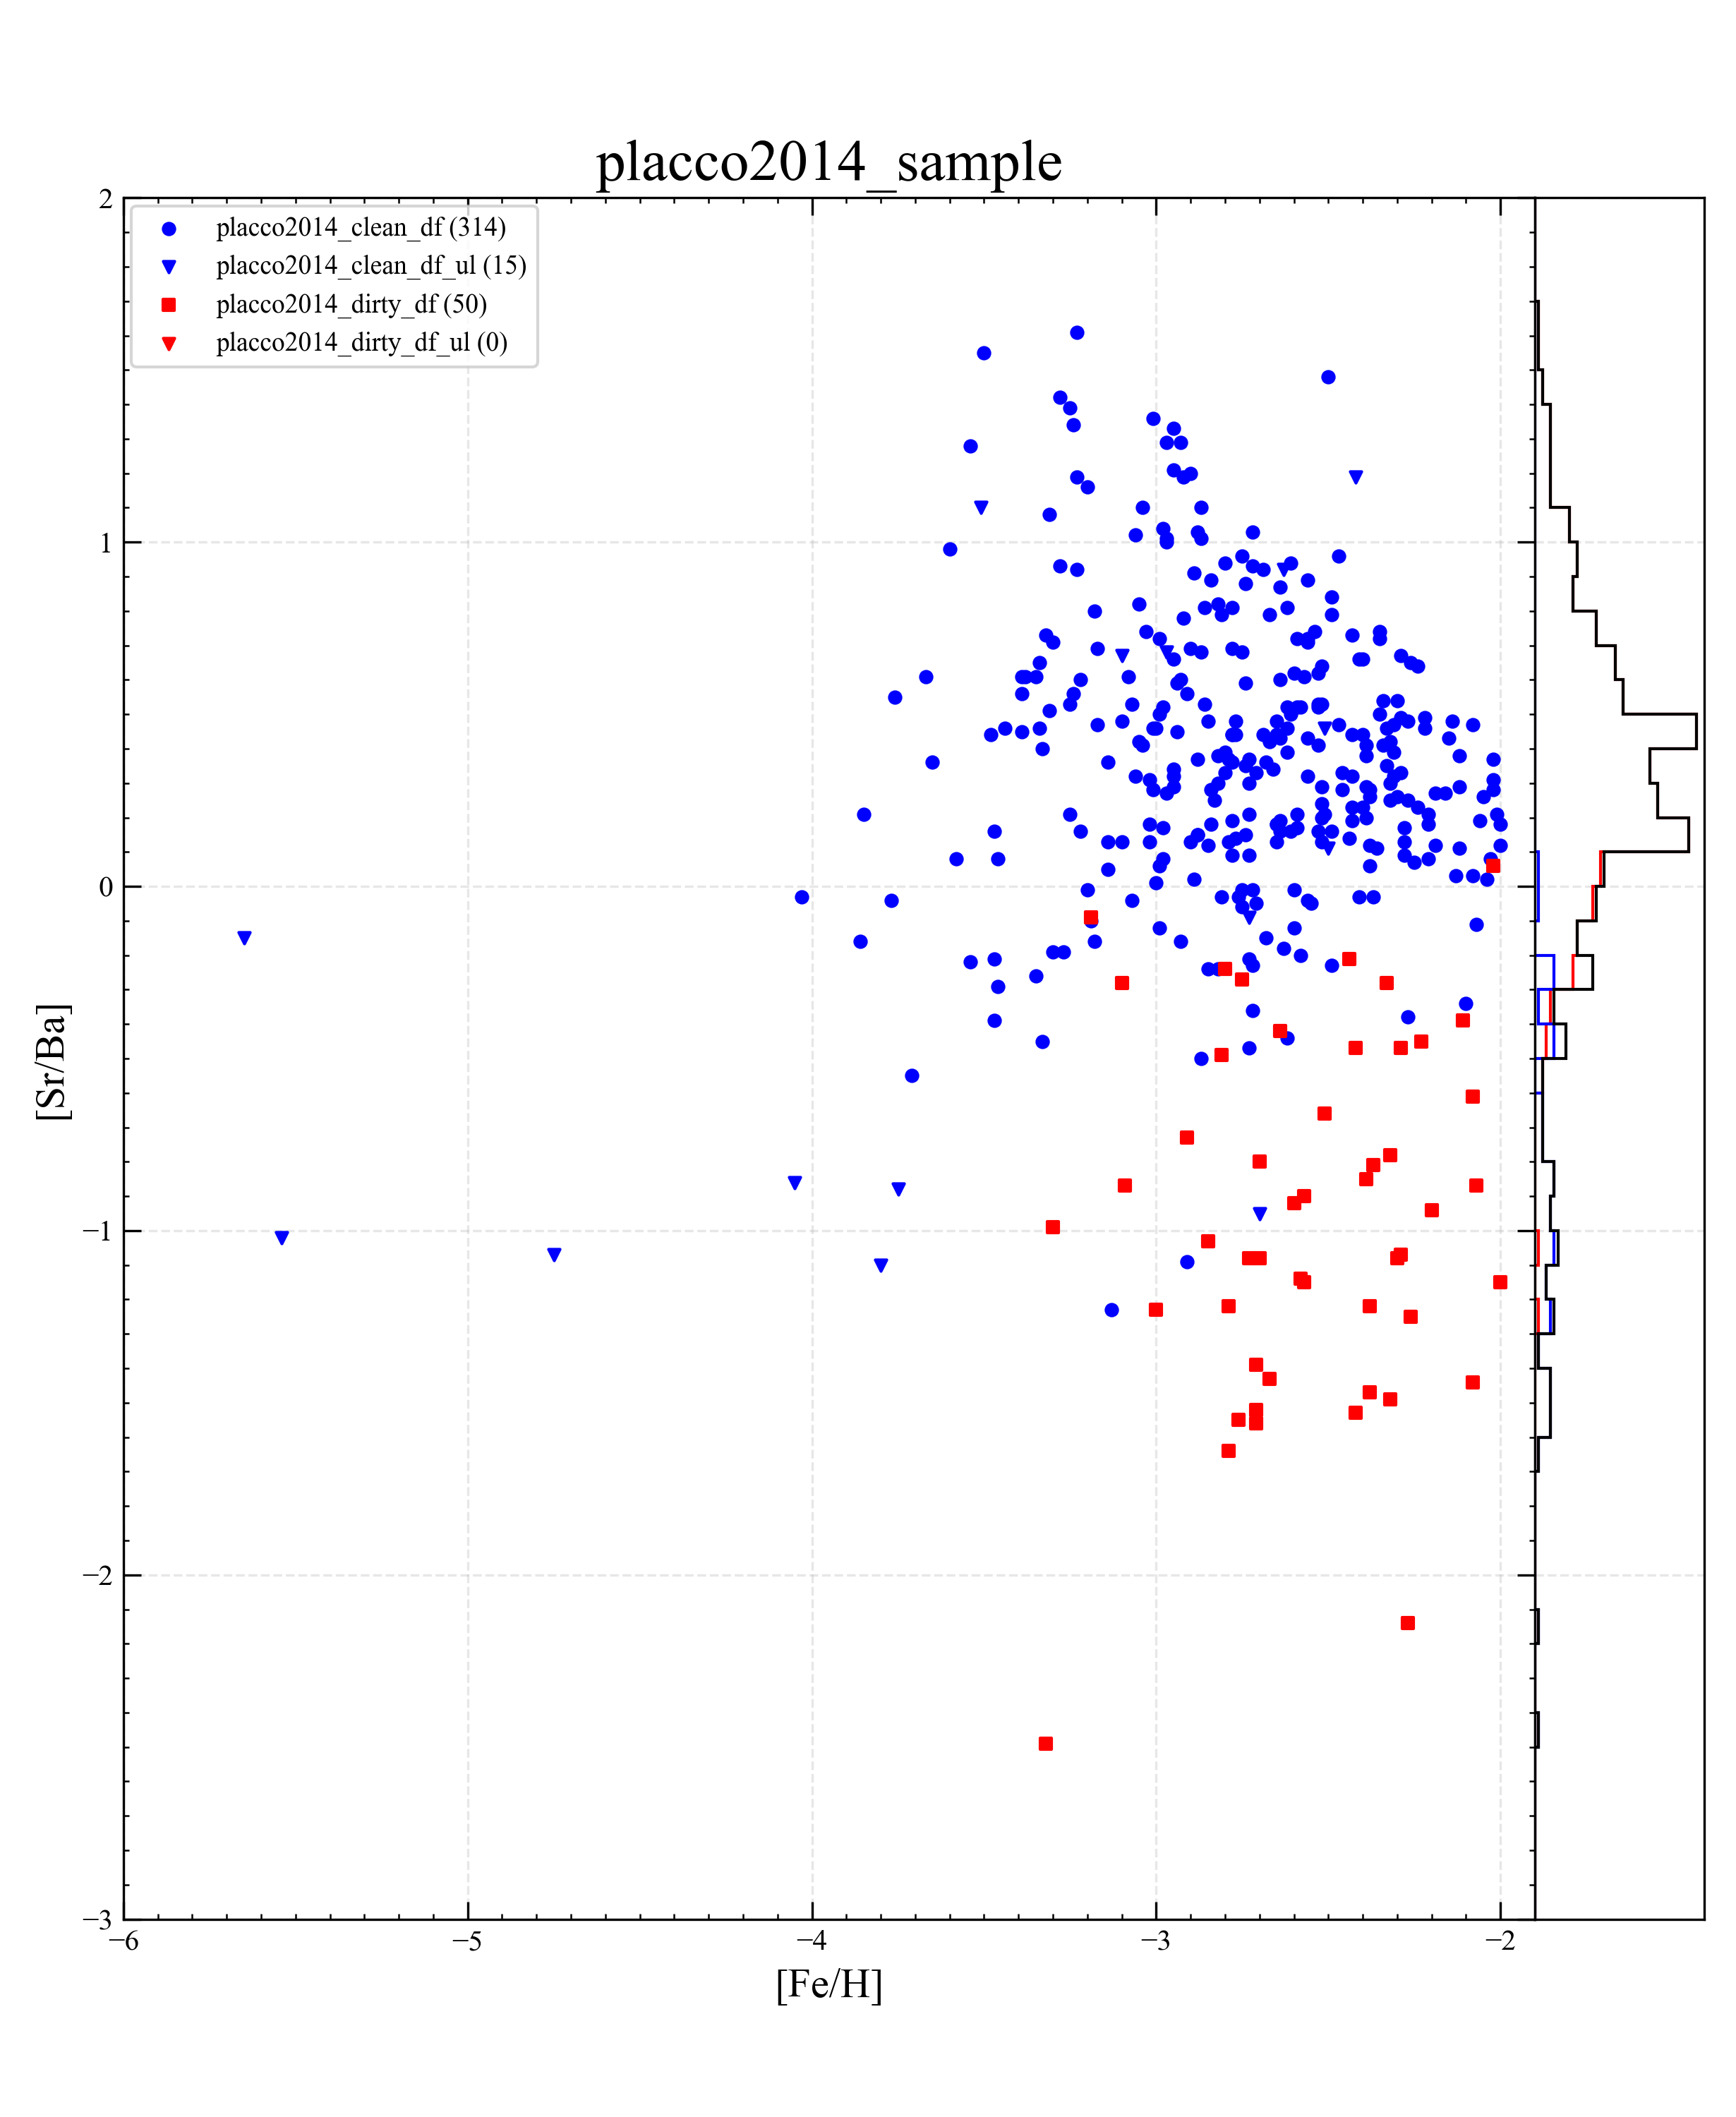 placco2014_sample
2
placco2014_clean_df (314)
placco2014_clean_df_ul (15)
placco2014_dirty_df (50)
placco2014_dirty_df_ul (0)
1
0
[Sr/Ba]
−1
−2
−3
−6 −5 −4 −3 −2
[Fe/H]